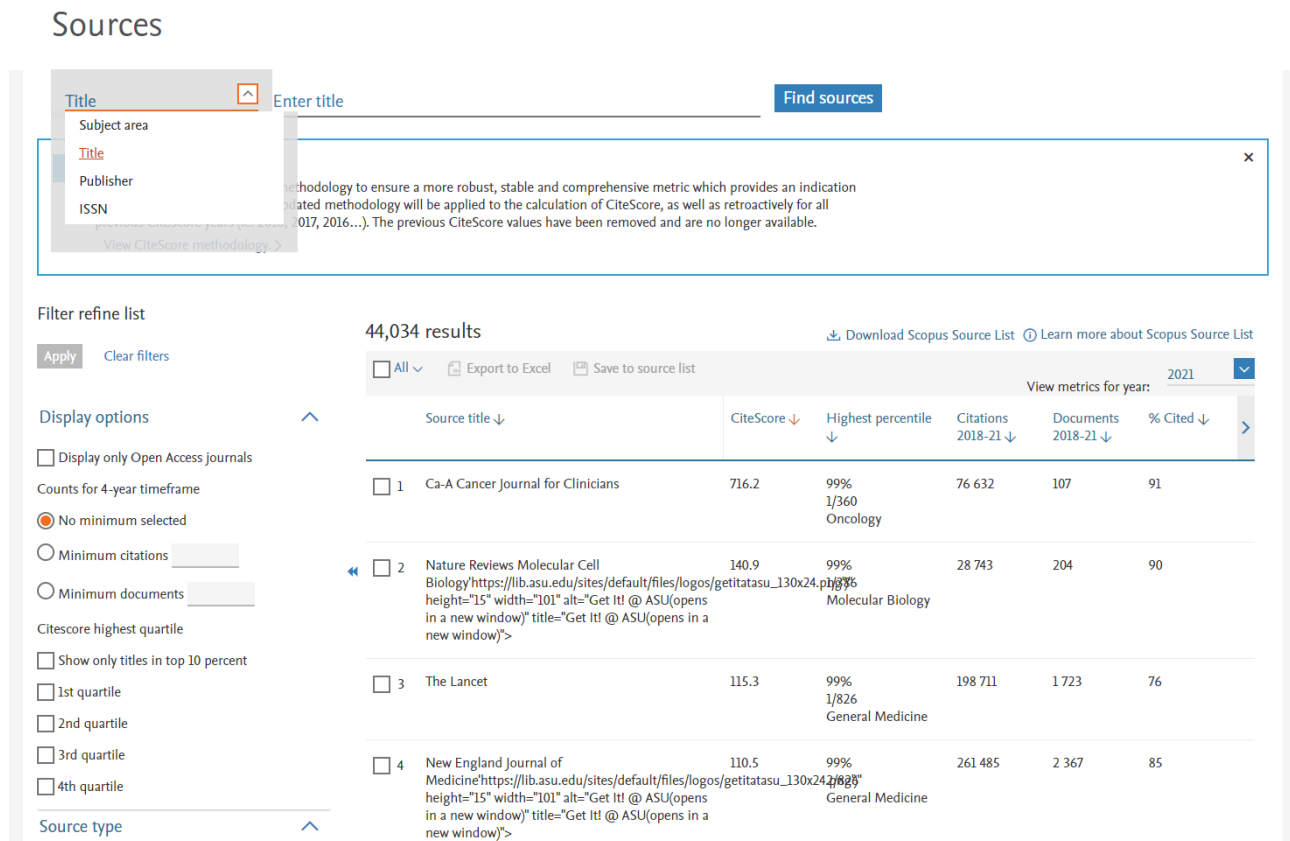 Sources
Title
Enter title
Find sources
Subject area
Title
Publisher
ISSN
methodology to ensure a more robust, stable and comprehensive metric which provides an indication
updated methodology will be applied to the calculation of CiteScore, as well as retroactively for all
previous CiteScore years (ie. 2018, 2017, 2016...). The previous CiteScore values have been removed and are no longer available.
View CiteScore methodology. >
×
Filter refine list
Apply Clear filters
Display options
Display only Open Access journals
Counts for 4-year timeframe
No minimum selected
Minimum citations
Minimum documents
Citescore highest quartile
Show only titles in top 10 percent
1st quartile
2nd quartile
3rd quartile
4th quartile
Source type
44,034 results
Download Scopus Source List Learn more about Scopus Source List
All Export to Excel Save to source list
View metrics for year: 2021
Source title ↓ CiteScore ↓ Highest percentile ↓ Citations 2018-21 ↓ Documents 2018-21 ↓ % Cited ↓
1 Ca-A Cancer Journal for Clinicians 716.2 99% 76 632 107 91
1/360
Oncology
2 Nature Reviews Molecular Cell 140.9 99% 28 743 204 90
Biology'https://lib.asu.edu/sites/default/files/logos/getitatasu_130x24.png')"
height="15" width="101" alt="Get It! @ ASU(opens Molecular Biology
in a new window)" title="Get It! @ ASU(opens in a
new window)">
3 The Lancet 115.3 99% 198 711 1 723 76
1/826
General Medicine
4 New England Journal of 110.5 99% 261 485 2 367 85
Medicine'https://lib.asu.edu/sites/default/files/logos/getitatasu_130x24
height="15" width="101" alt="Get It! @ ASU(opens General Medicine
in a new window)" title="Get It! @ ASU(opens in a
new window)">